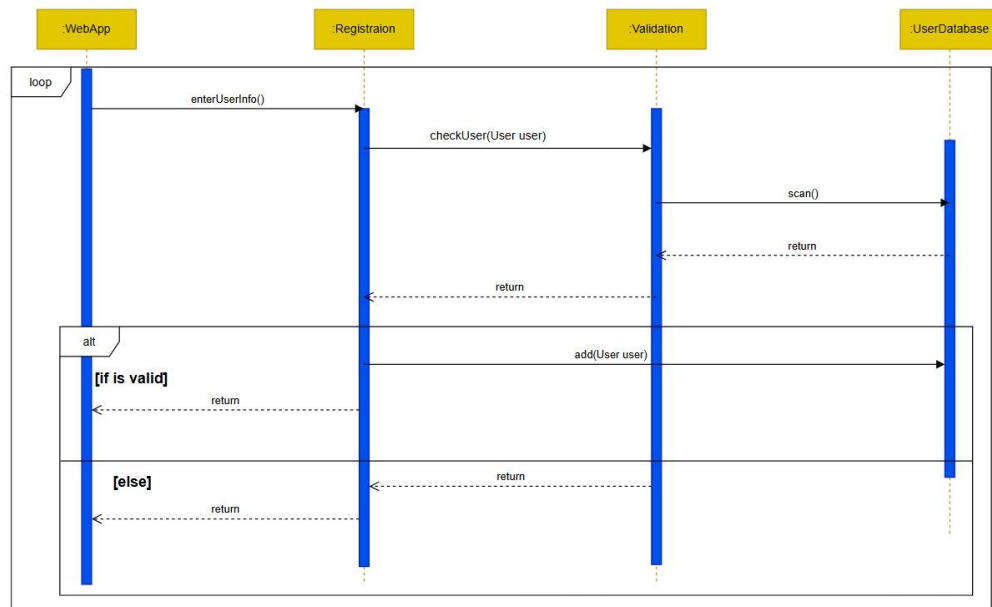 :WebApp
:Registraion
:Validation
:UserDatabase
loop
enterUserInfo()
checkUser(User user)
scan()
return
return
alt
add(User user)
[if is valid]
return
[else]
return
return